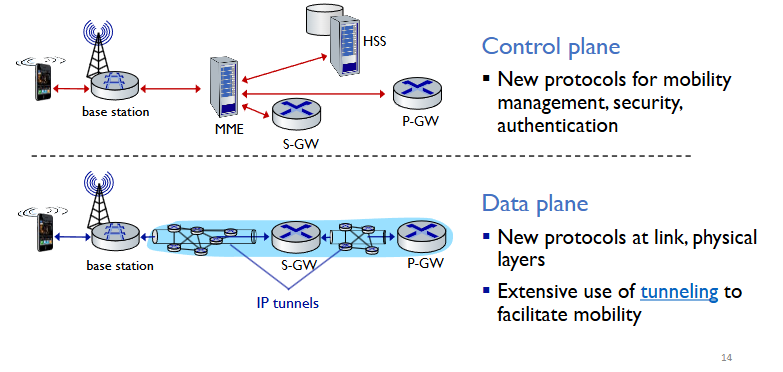 HSS
Control plane
▪ New protocols for mobility
management, security,
authentication
base station
MME
S-GW
P-GW
Data plane
▪ New protocols at link, physical
layers
▪ Extensive use of tunneling to
facilitate mobility
base station
S-GW
P-GW
IP tunnels
14